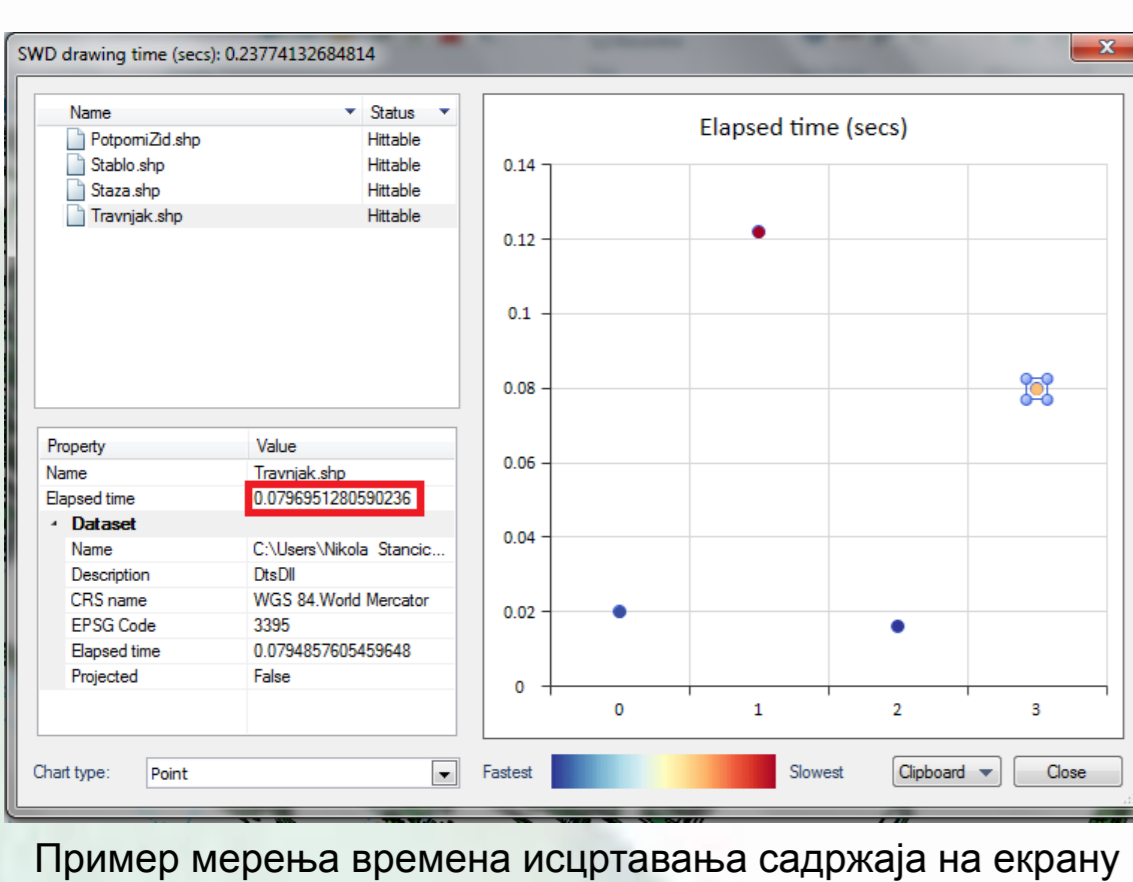 SWD drawing time (secs): 0.23774132684814
Name Status
PotporniZid.shp Hittable
Stablo.shp Hittable
Staza.shp Hittable
Travnjak.shp Hittable
Property Value
Name Travnjak.shp
Elapsed time 0.0796951280590236
Dataset
Name C:\Users\Nikola Stancic...
Description DtsDll
CRS name WGS 84.World Mercator
EPSG Code 3395
Elapsed time 0.0794857605459648
Projected False
Chart type: Point
Elapsed time (secs)
0.14
0.12
0.1
0.08
0.06
0.04
0.02
0
0 1 2 3
Fastest Slowest Clipboard Close
Пример мерења времена исцртавања садржаја на екрану